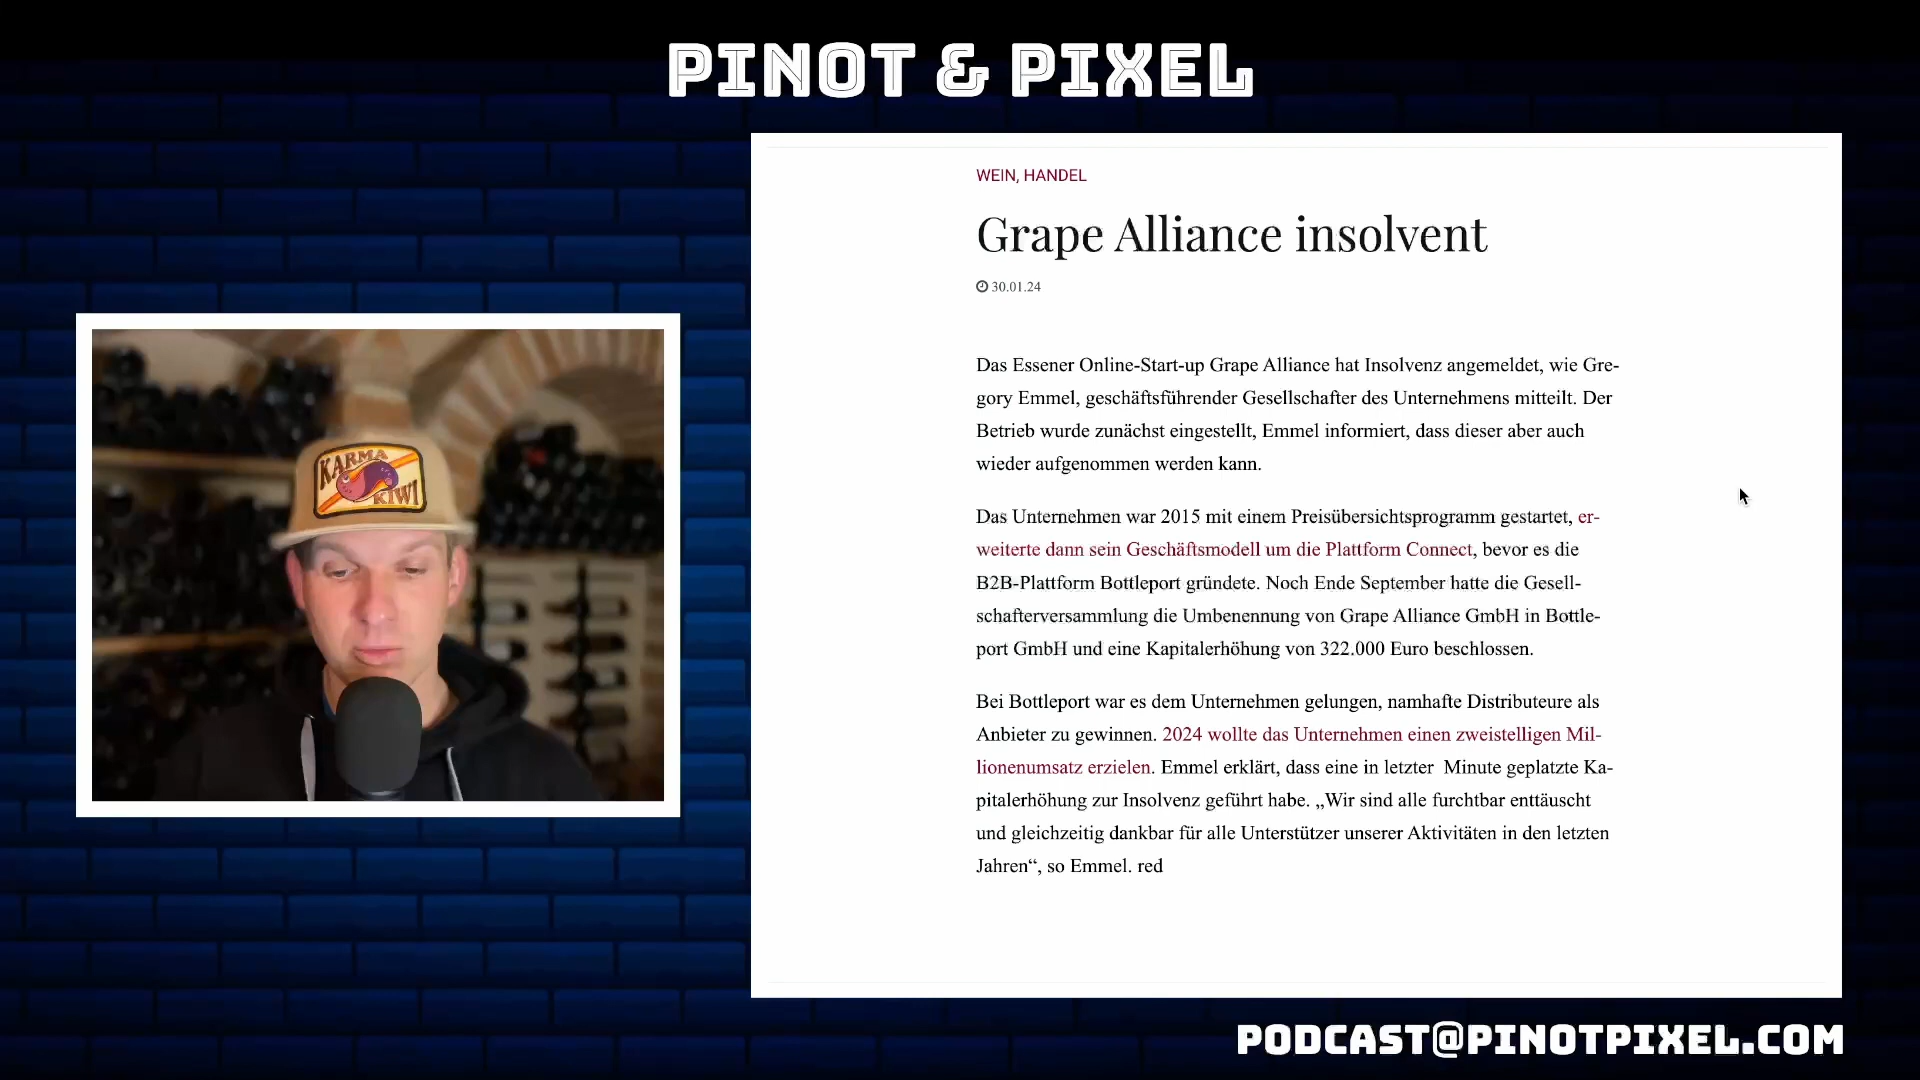 PINOT & PIXEL
WEIN, HANDEL
Grape Alliance insolvent
30.01.24
Das Essener Online-Start-up Grape Alliance hat Insolvenz angemeldet, wie Gre-
gory Emmel, geschäftsführender Gesellschafter des Unternehmens mitteilt. Der
Betrieb wurde zunächst eingestellt, Emmel informiert, dass dieser aber auch
wieder aufgenommen werden kann.
Das Unternehmen war 2015 mit einem Preisübersichtsprogramm gestartet, er-
weiterte dann sein Geschäftsmodell um die Plattform Connect, bevor es die
B2B-Plattform Bottleport gründete. Noch Ende September hatte die Gesell-
schafterversammlung die Umbenennung von Grape Alliance GmbH in Bottle-
port GmbH und eine Kapitalerhöhung von 322.000 Euro beschlossen.
Bei Bottleport war es dem Unternehmen gelungen, namhafte Distributeure als
Anbieter zu gewinnen. 2024 wollte das Unternehmen einen zweistelligen Mil-
lionenumsatz erzielen. Emmel erklärt, dass eine in letzter Minute geplatzte Ka-
pitalerhöhung zur Insolvenz geführt habe. „Wir sind alle furchtbar enttäuscht
und gleichzeitig dankbar für alle Unterstützer unserer Aktivitäten in den letzten
Jahren“, so Emmel. red
KARMA
KIWI
PODCAST@PINOTPIXEL.COM